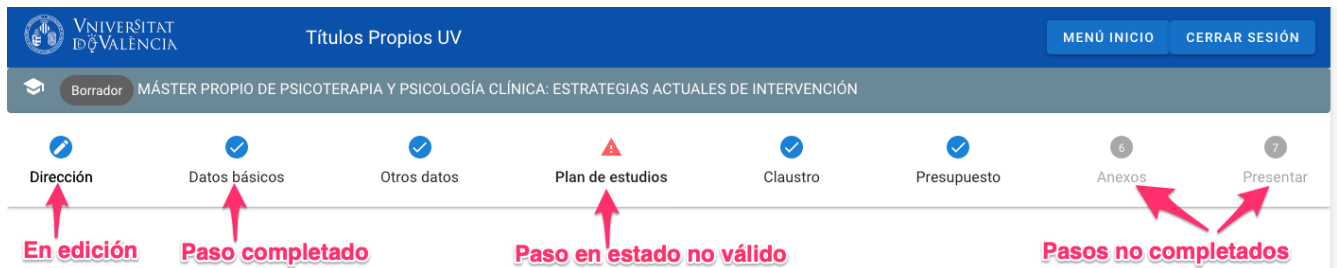 VNIVERSITAT
DE VALÈNCIA
Títulos Propios UV
MENÚ INICIO
CERRAR SESIÓN
Borrador
MÁSTER PROPIO DE PSICOTERAPIA Y PSICOLOGÍA CLÍNICA: ESTRATEGIAS ACTUALES DE INTERVENCIÓN
6
7
Dirección
Datos básicos
Otros datos
Plan de estudios
Claustro
Presupuesto
Anexos
Presentar
En edición
Paso completado
Paso en estado no válido
Pasos no completados